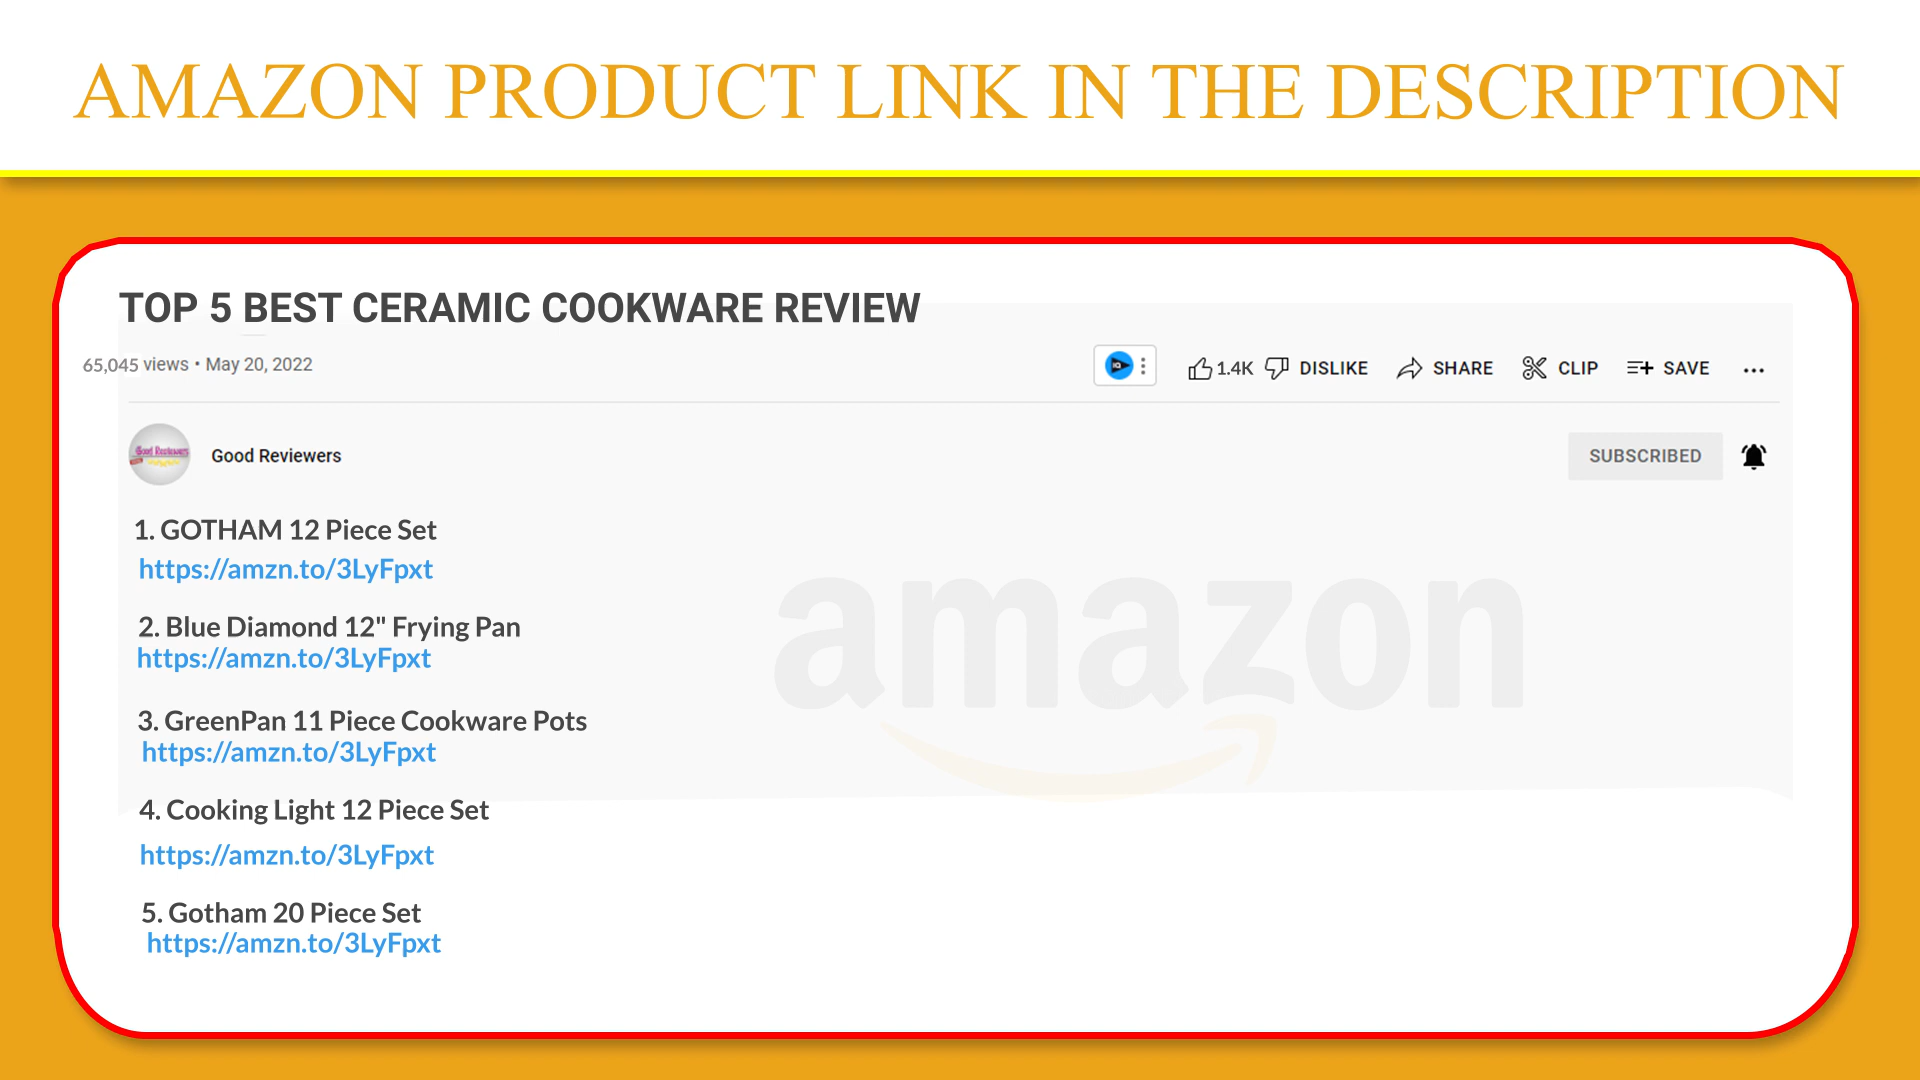 AMAZON PRODUCT LINK IN THE DESCRIPTION
TOP 5 BEST CERAMIC COOKWARE REVIEW
65,045 views • May 20, 2022
1.4K DISLIKE SHARE CLIP SAVE ...
Good Reviewers
Good Reviewers
SUBSCRIBED
1. GOTHAM 12 Piece Set
https://amzn.to/3LyFpxt
2. Blue Diamond 12" Frying Pan
https://amzn.to/3LyFpxt
3. GreenPan 11 Piece Cookware Pots
https://amzn.to/3LyFpxt
4. Cooking Light 12 Piece Set
https://amzn.to/3LyFpxt
5. Gotham 20 Piece Set
https://amzn.to/3LyFpxt
amazon